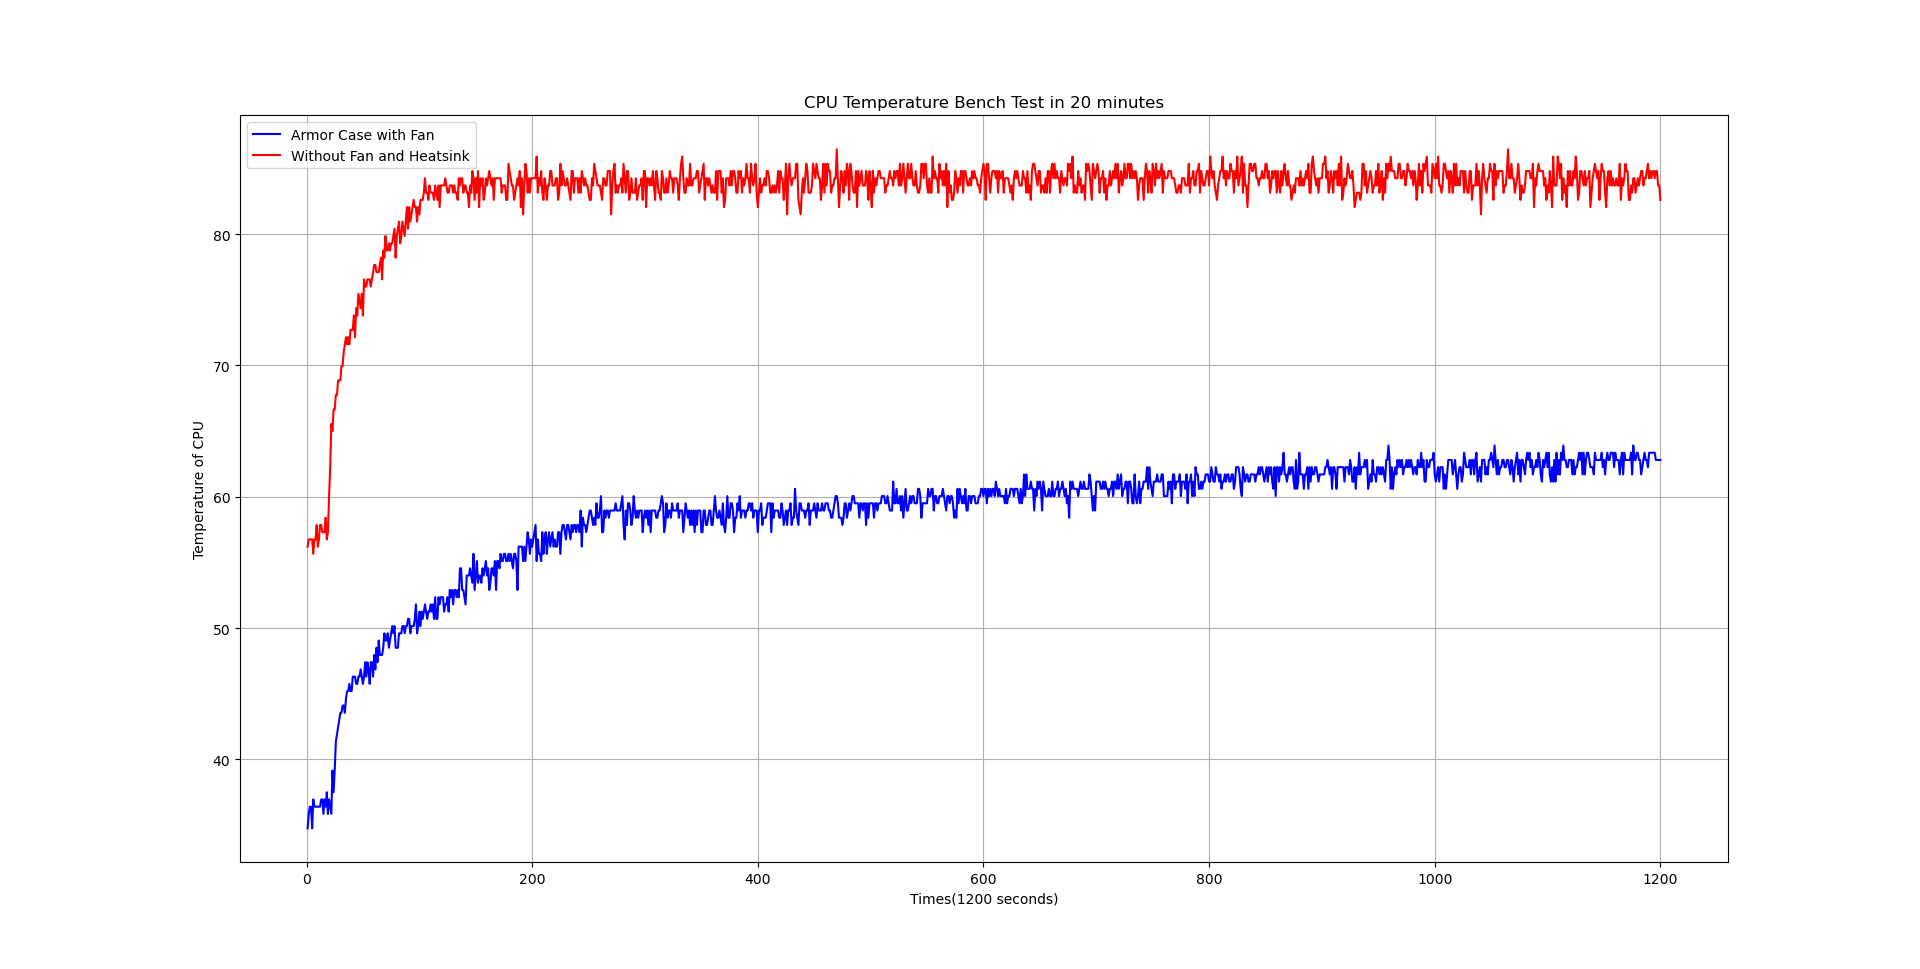 CPU Temperature Bench Test in 20 minutes
Armor Case with Fan
Without Fan and Heatsink
80
70
60
50
40
Temperature of CPU
0 200 400 600 800 1000 1200
Times(1200 seconds)